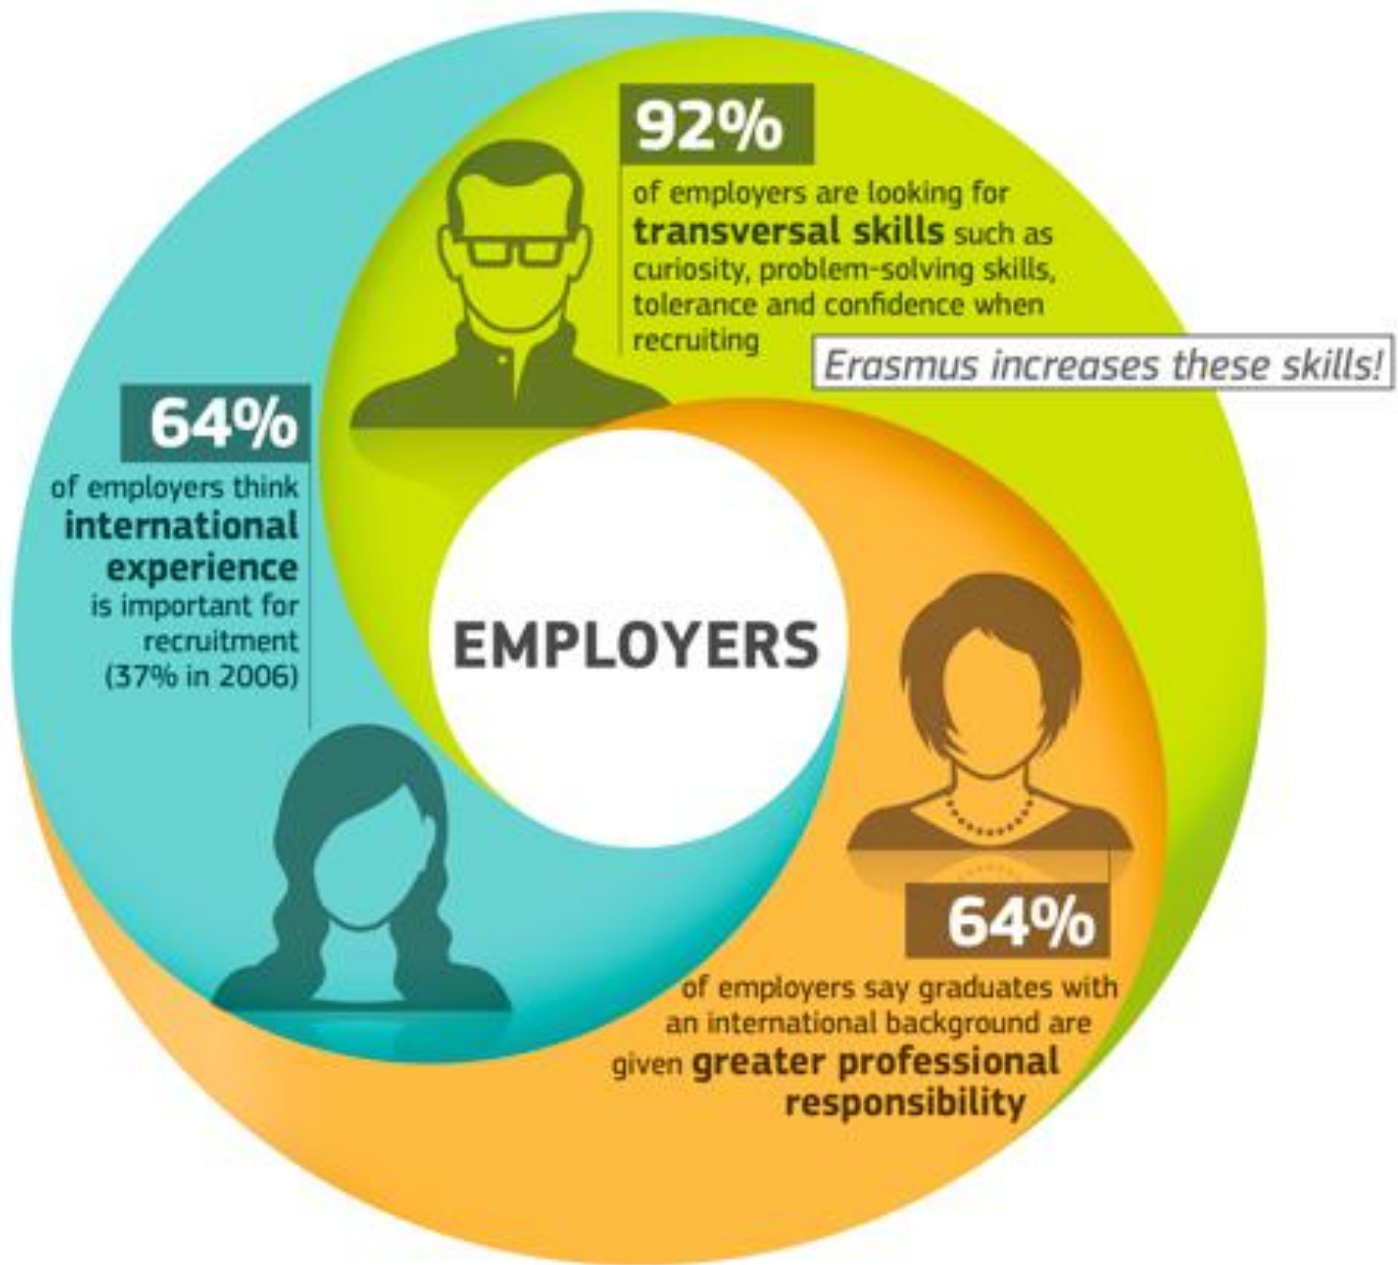 92%
of employers are looking for
transversal skills such as
curiosity, problem-solving skills,
tolerance and confidence when
recruiting
Erasmus increases these skills!
64%
of employers think
international
experience
is important for
recruitment
(37% in 2006)
EMPLOYERS
64%
of employers say graduates with
an international background are
given greater professional
responsibility